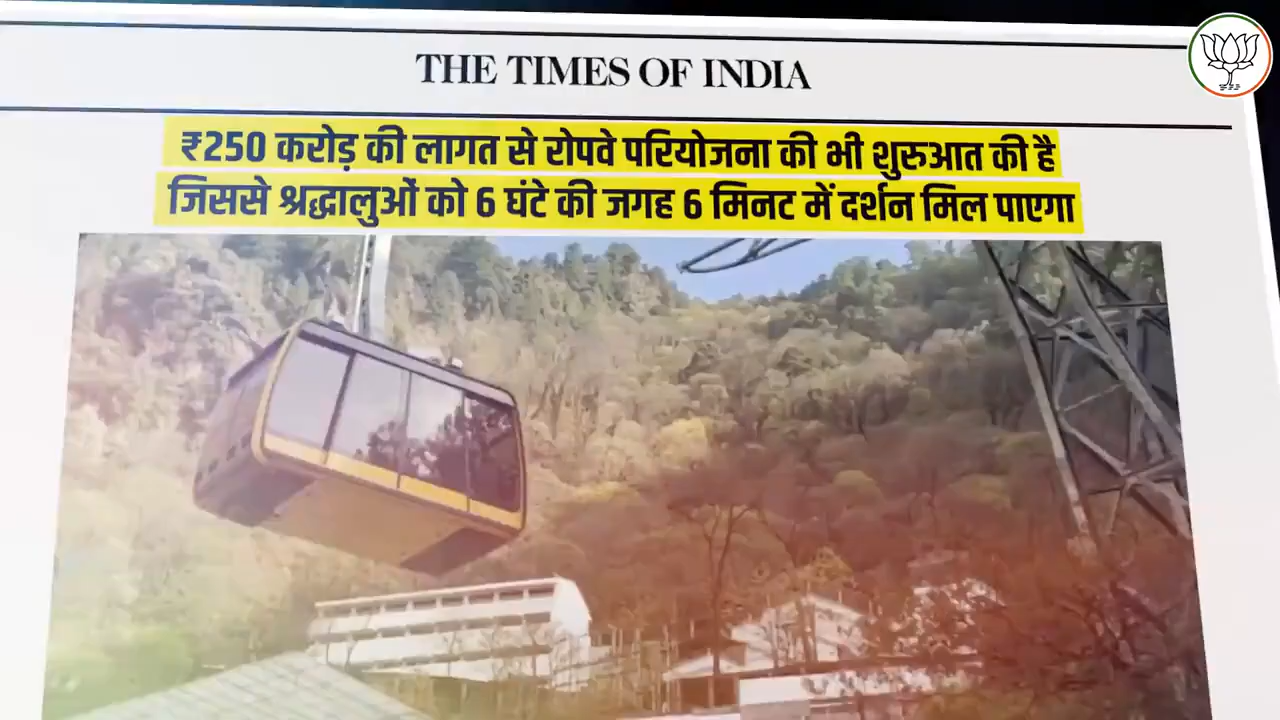 THE TIMES OF INDIA
₹250 करोड़ की लागत से रोपवे परियोजना की भी शुरुआत की है
जिससे श्रद्धालुओं को 6 घंटे की जगह 6 मिनट में दर्शन मिल पाएगा